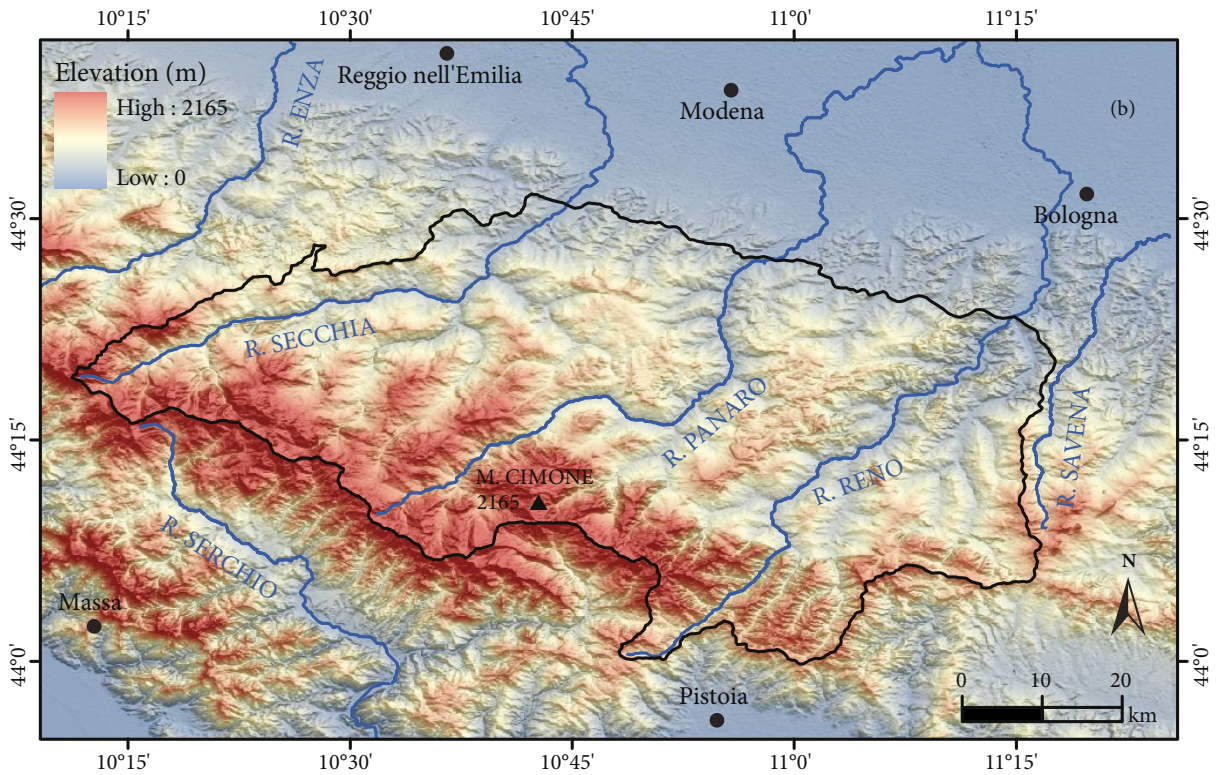 10°15'
10°30'
10°45'
11°0'
11°15'
Elevation (m)
High : 2165
Low : 0
R. ENZA
Reggio nell'Emilia
Modena
(b)
Bologna
44°30'
44°30'
R. SECCHIA
R. PANARO
44°15'
44°15'
M. CIMONE
2165
R. RENO
R. SAVENA
R. SERCHIO
N
Massa
44°0'
44°0'
Pistoia
0
10
20
km
10°15'
10°30'
10°45'
11°0'
11°15'